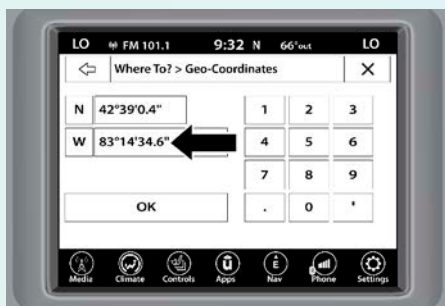 LO FM 101.1 9:32 N 66°out LO
Where To? > Geo-Coordinates X
N 42°39'0.4" 1 2 3
W 83°14'34.6" 4 5 6
7 8 9
OK . 0 '
Media Climate Controls Apps Nav Phone Settings